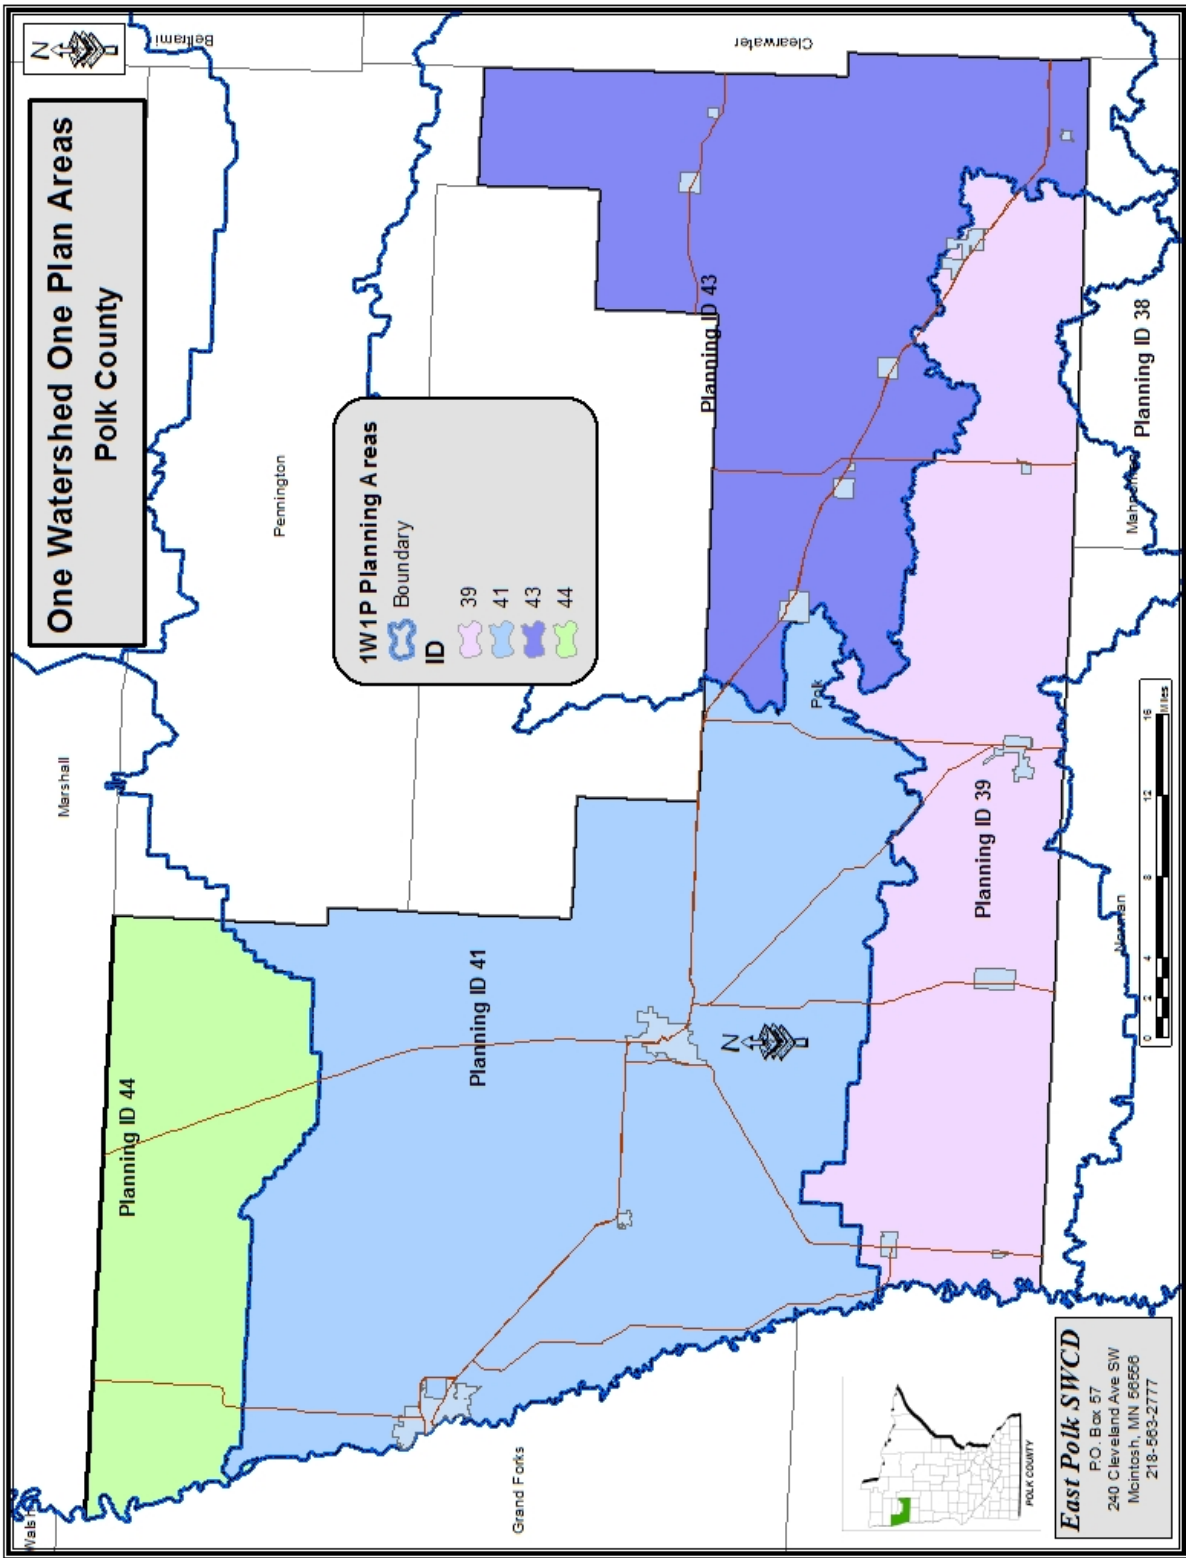 One Watershed One Plan Areas
Polk County
N
Beltrami
Clearwater
Pennington
Marshall
1W1P Planning Areas
Boundary
ID
39
41
43
44
Planning ID 43
Planning ID 38
Polk
Planning ID 39
Planning ID 41
Planning ID 44
N
Norman
Grand Forks
0 2 4 8 12 16
Miles
POLK COUNTY
East Polk SWCD
P.O. Box 57
240 Cleveland Ave SW
Mcintosh, MN 56556
218-563-2777